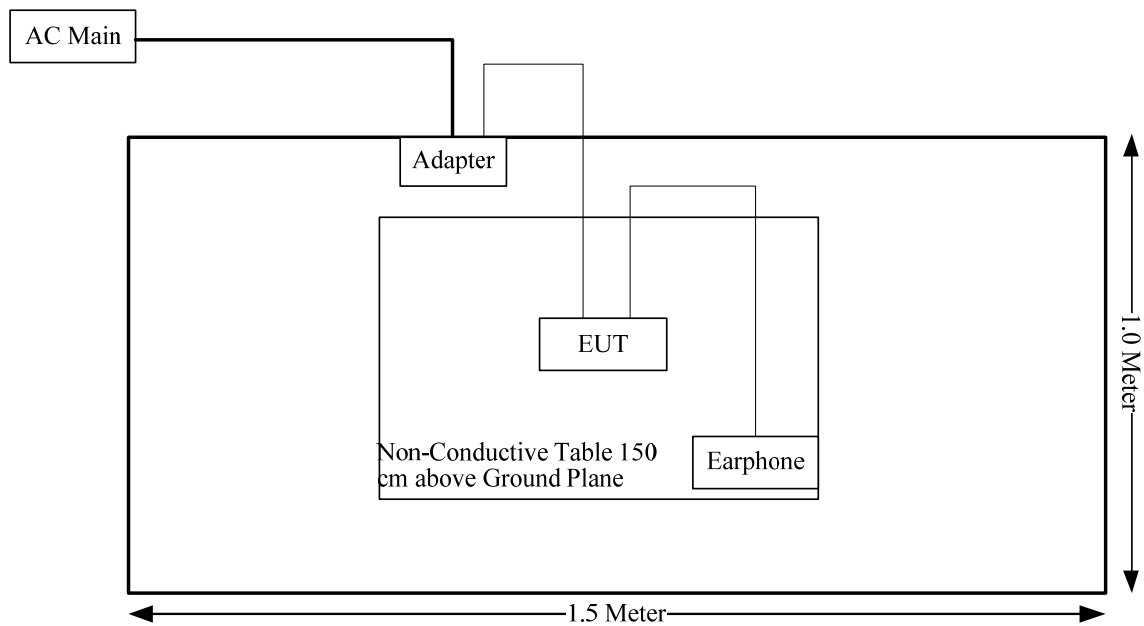 AC Main
Adapter
EUT
Non-Conductive Table 150
cm above Ground Plane
Earphone
1.0 Meter
1.5 Meter